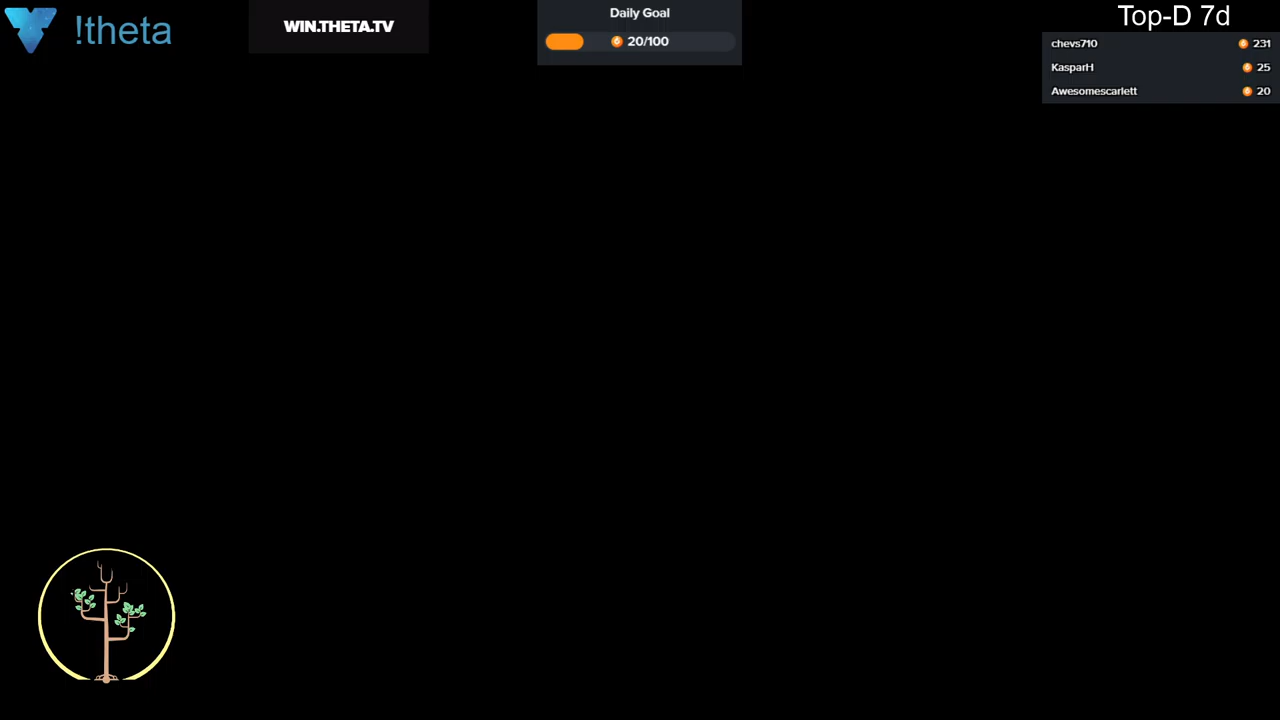 !theta
WIN.THETA.TV
Daily Goal
20/100
Top-D 7d
chevs710 231
KasparH 25
Awesomescarlett 20